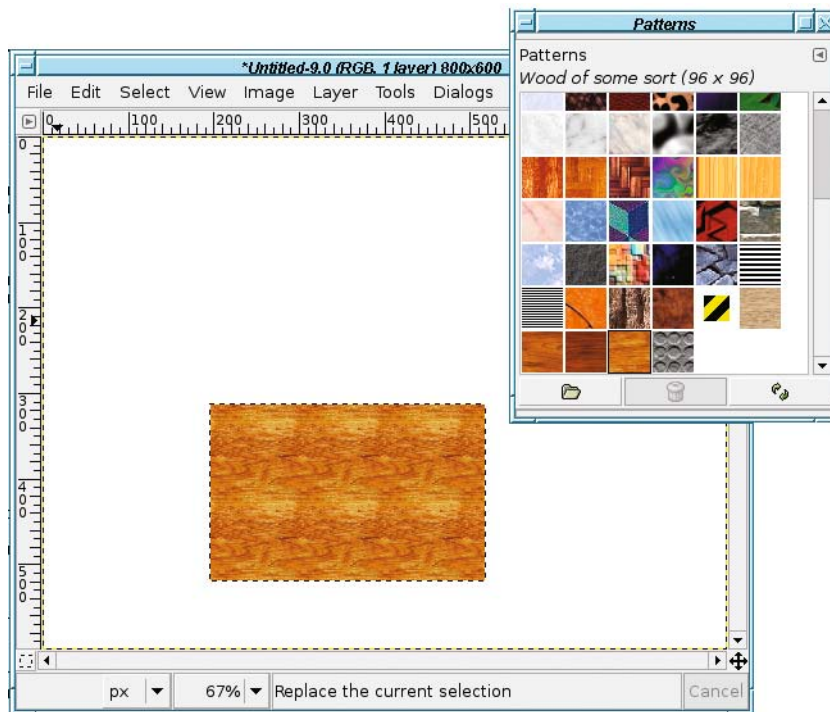 Patterns
Patterns
Wood of some sort (96 x 96)
*Untitled-9.0 (RGB, 1 layer) 800x600
File Edit Select View Image Layer Tools Dialogs
0 100 200 300 400 500
0
100
200
300
400
500
px 67% Replace the current selection Cancel